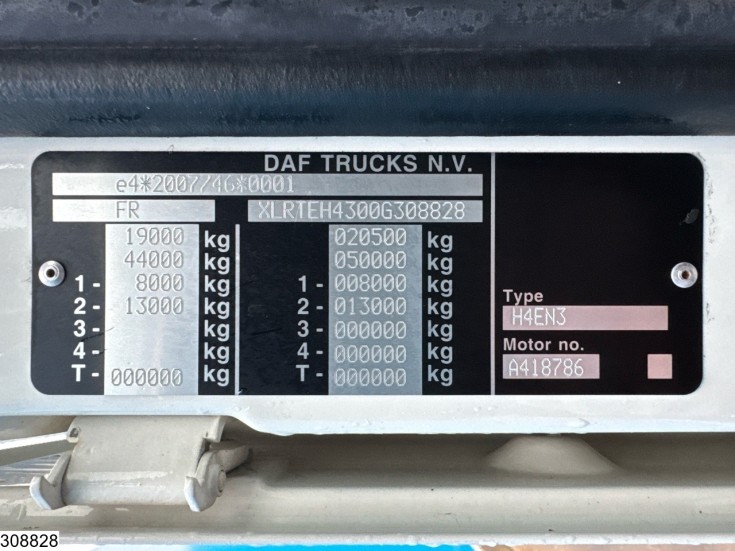 DAF TRUCKS N.V.
e4*2007/46*0001
FR XLRTEH4300G308828
19000 kg 020500 kg
44000 kg 050000 kg
1- 8000 kg 1- 008000 kg
2- 13000 kg 2- 013000 kg
3- kg 3- 000000 kg
4- kg 4- 000000 kg
T- 000000 kg T- 000000 kg
Type
H4EN3
Motor no.
A418786
308828